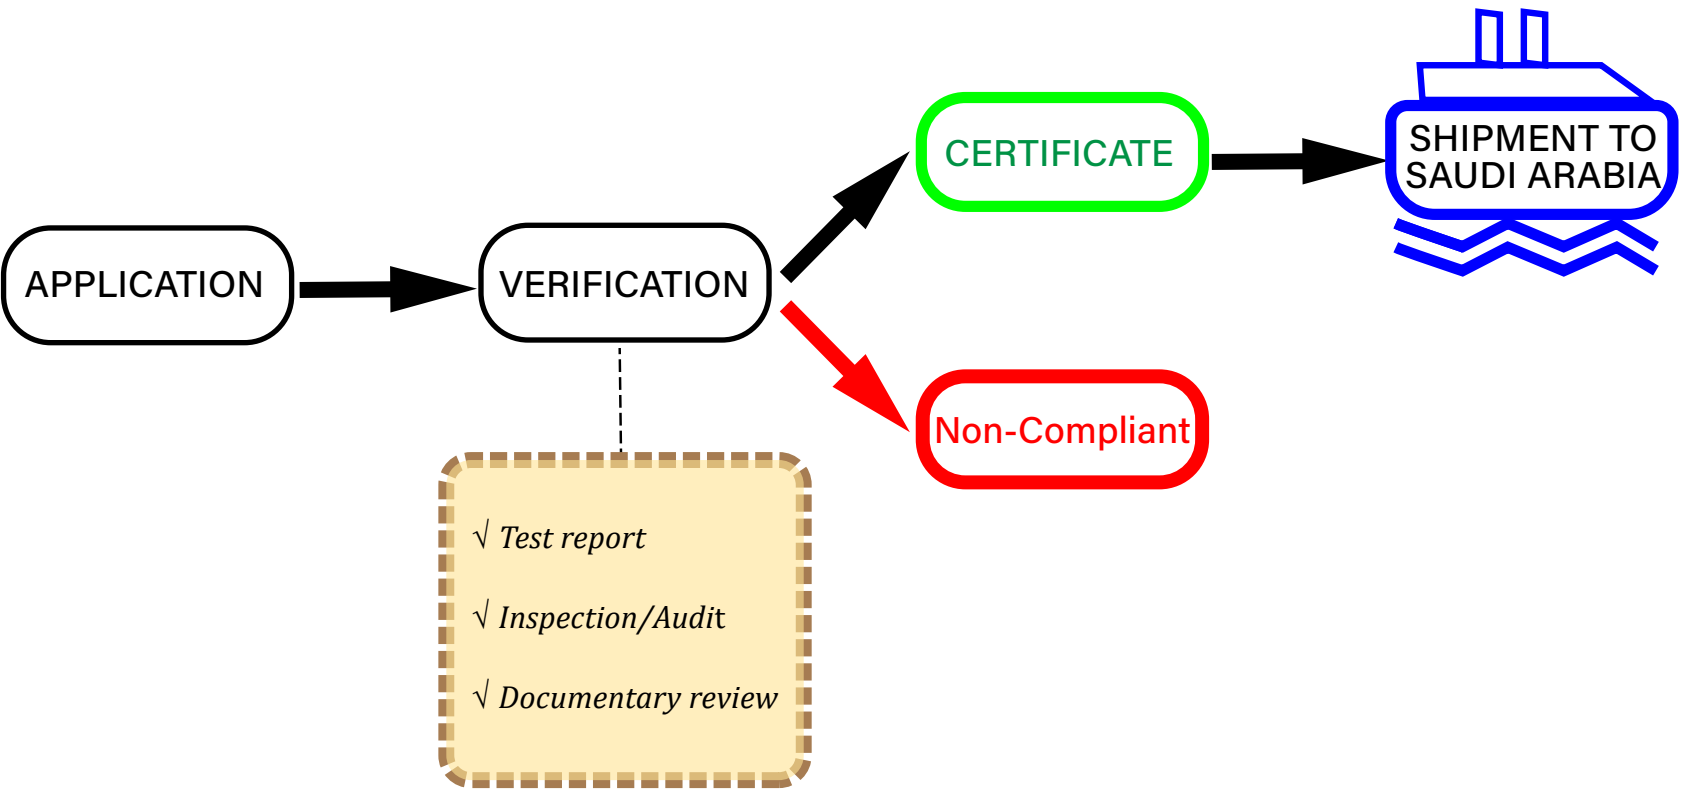 APPLICATION
VERIFICATION
CERTIFICATE
SHIPMENT TO
SAUDI ARABIA
Non-Compliant
√ Test report
√ Inspection/Audit
√ Documentary review